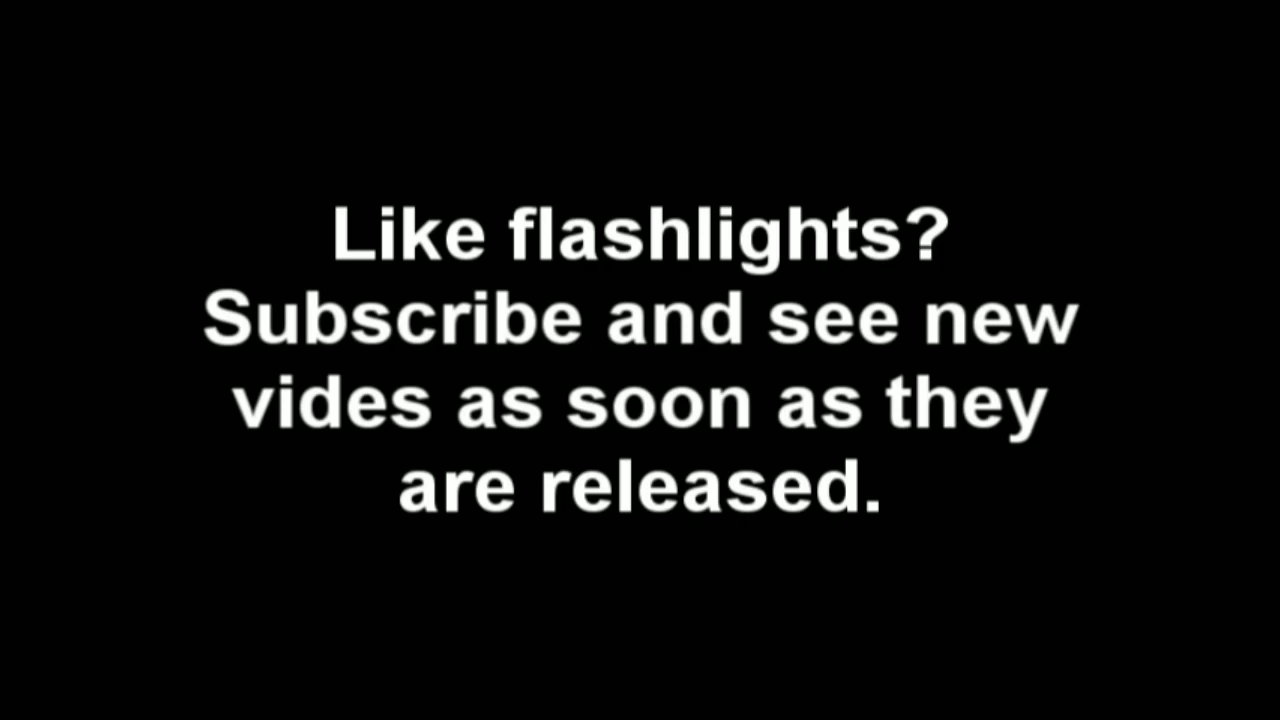 Like flashlights?
Subscribe and see new
vides as soon as they
are released.